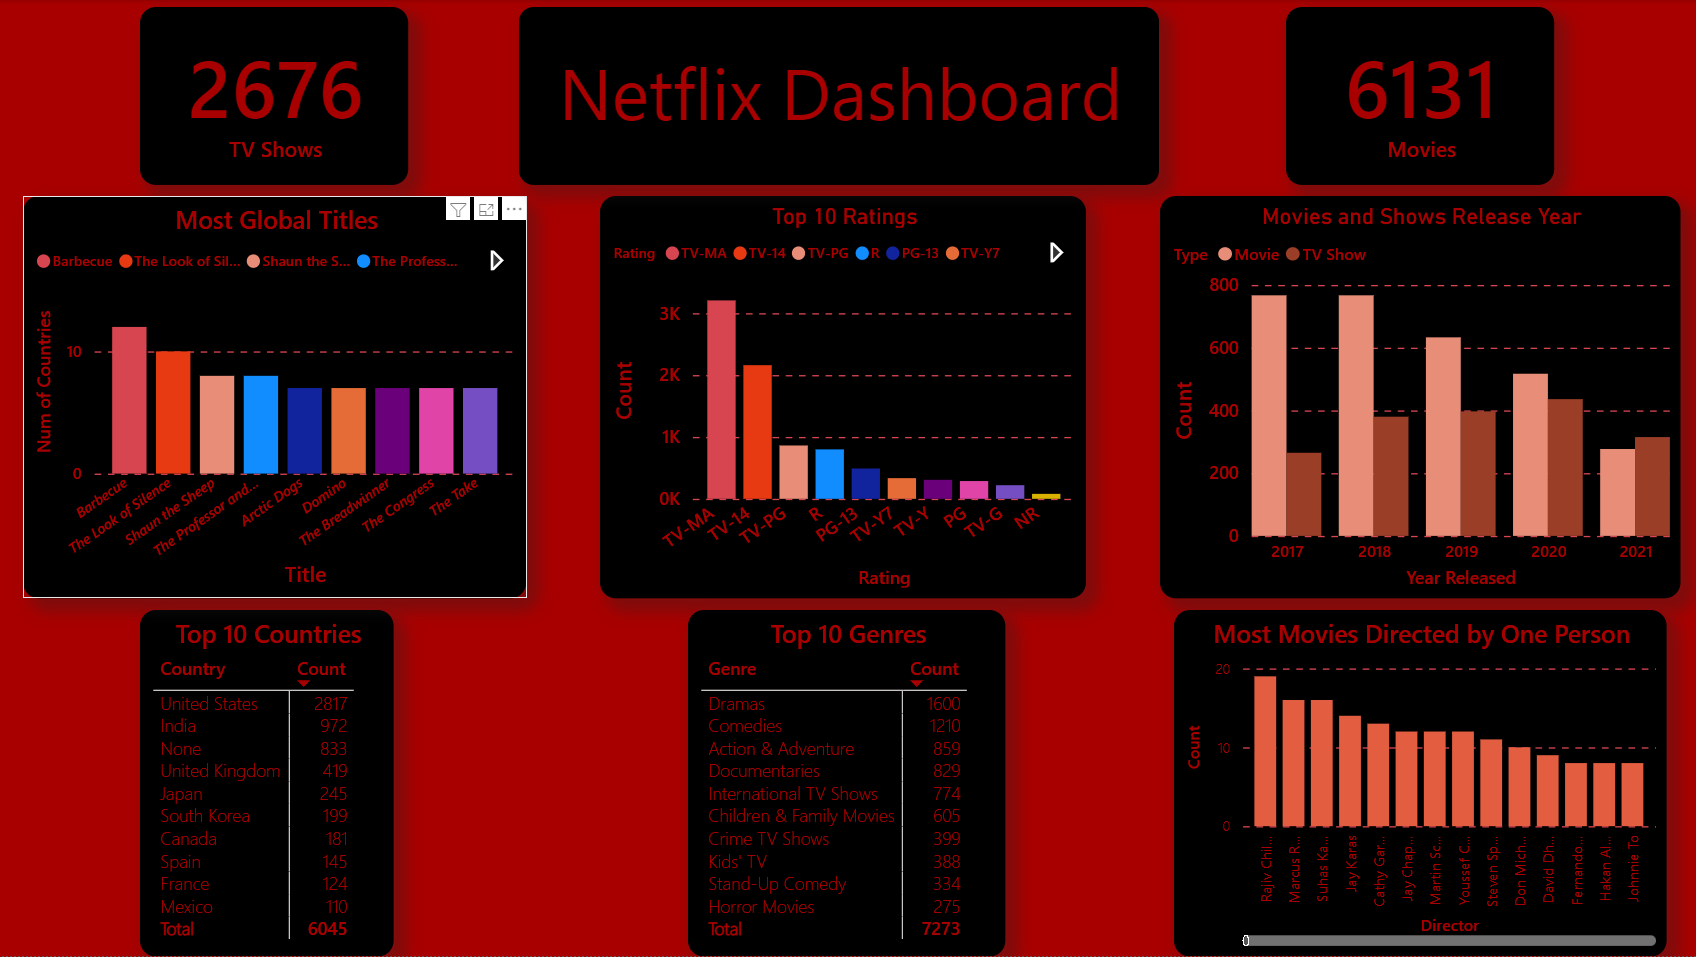 2676
TV Shows
Netflix Dashboard
6131
Movies
Most Global Titles
Barbecue The Look of Sil... Shaun the S... The Profess...
Num of Countries
10
0
Barbecue
The Look of Silence
Shaun the Sheep
The Professor and...
Arctic Dogs
Domino
The Breadwinner
The Congress
The Take
Title
Top 10 Ratings
Rating TV-MA TV-14 TV-PG R PG-13 TV-Y7
Count
3K
2K
1K
0K
TV-MA
TV-14
TV-PG
R
PG-13
TV-Y7
TV-Y
PG
TV-G
NR
Rating
Movies and Shows Release Year
Type Movie TV Show
Count
800
600
400
200
0
2017 2018 2019 2020 2021
Year Released
Top 10 Countries
Country Count
United States 2817
India 972
None 833
United Kingdom 419
Japan 245
South Korea 199
Canada 181
Spain 145
France 124
Mexico 110
Total 6045
Top 10 Genres
Genre Count
Dramas 1600
Comedies 1210
Action & Adventure 859
Documentaries 829
International TV Shows 774
Children & Family Movies 605
Crime TV Shows 399
Kids' TV 388
Stand-Up Comedy 334
Horror Movies 275
Total 7273
Most Movies Directed by One Person
Count
20
10
0
Rajiv Chil...
Marcus R...
Suhas Ka...
Jay Karas
Cathy Gar...
Jay Chap...
Martin Sc...
Youssef C...
Steven Sp...
Don Mich...
David Dh...
Fernando...
Hakan Al...
Johnnie To
Director
0